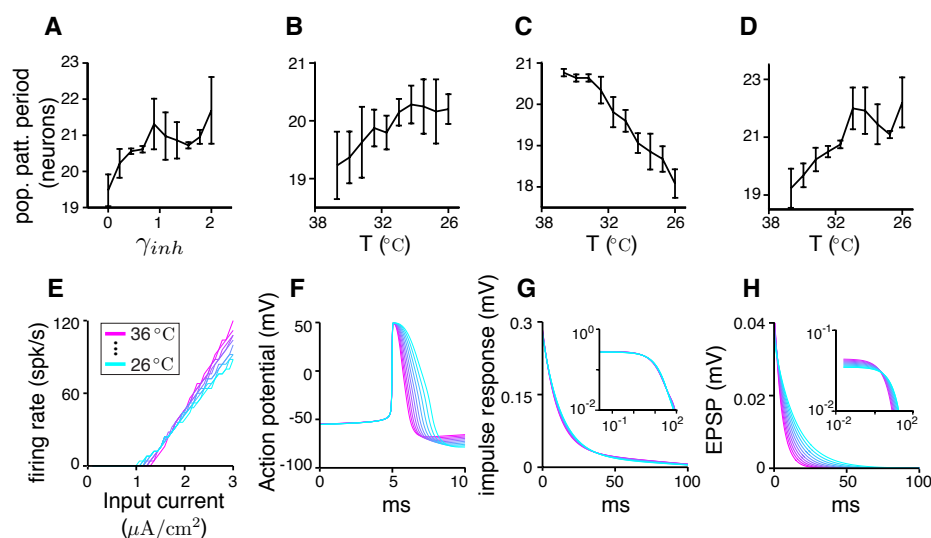 A
B
C
D
pop. patt. period
(neurons)
23
22
21
20
19
0
1
2
γinh
21
20
19
38
32
26
T (°C)
21
20
19
18
38
32
26
T (°C)
23
21
19
38
32
26
T (°C)
E
F
G
H
firing rate (spk/s)
120
80
40
0
36 °C
26 °C
0
1
2
3
Input current
(μA/cm²)
Action potential (mV)
50
0
-50
-100
0
5
10
ms
impulse response (mV)
0.3
0.15
0
10⁰
10⁻²
10⁻¹
10²
0
50
100
ms
EPSP (mV)
0.04
0.02
0
10⁻¹
10⁻²
10⁻²
10²
0
50
100
ms